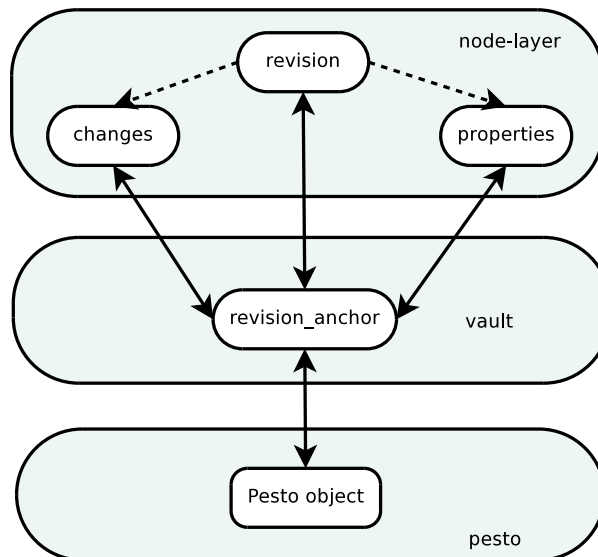 node-layer
revision
changes
properties
revision_anchor
vault
Pesto object
pesto